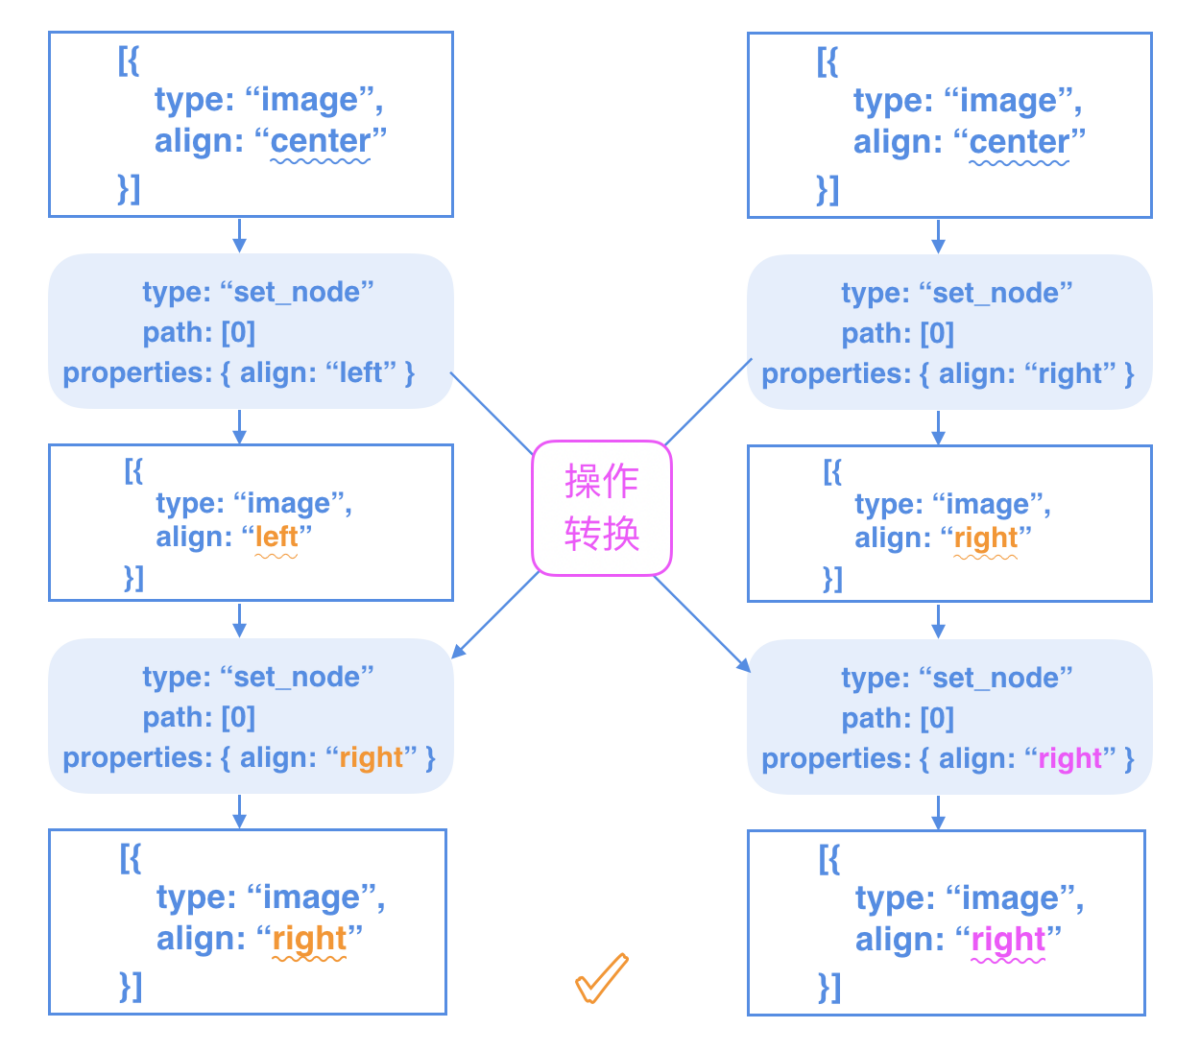 [{
type: “image”,
align: “center”
}]
type: “set_node”
path: [0]
properties: { align: “left” }
[{
type: “image”,
align: “left”
}]
type: “set_node”
path: [0]
properties: { align: “right” }
[{
type: “image”,
align: “right”
}]
操作
转换
[{
type: “image”,
align: “center”
}]
type: “set_node”
path: [0]
properties: { align: “right” }
[{
type: “image”,
align: “right”
}]
type: “set_node”
path: [0]
properties: { align: “right” }
[{
type: “image”,
align: “right”
}]